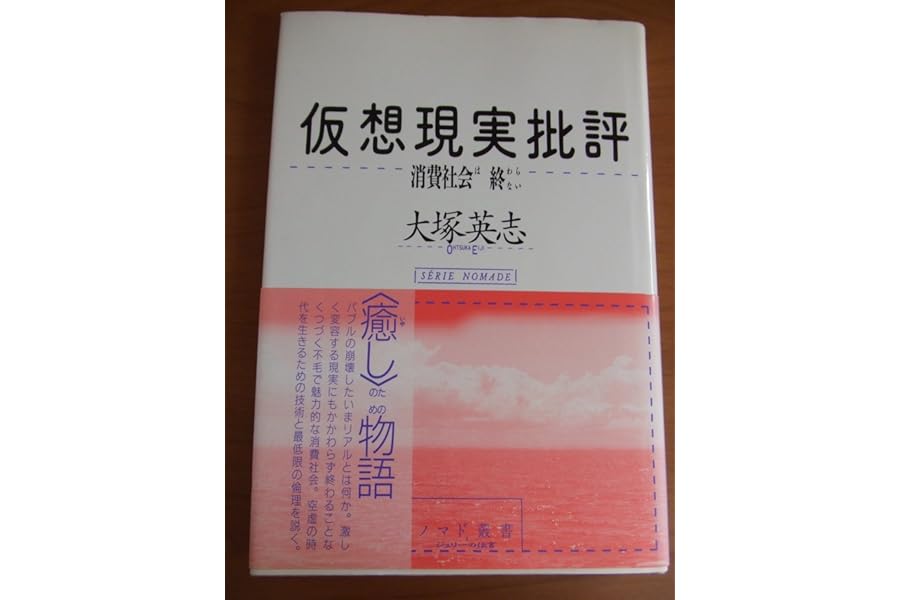 仮想現実批評
消費社会は終わらない
大塚英志
OHTSUKA EIJI
SÉRIE NOMADE
〈癒し〉のための物語
いや
バブルの崩壊したいまリアルとは何か。激し
く変容する現実にもかかわらず終わることな
くつづく不毛で魅力的な消費社会。空虚の時
代を生きるための技術と最低限の倫理を説く。
ノマド叢書